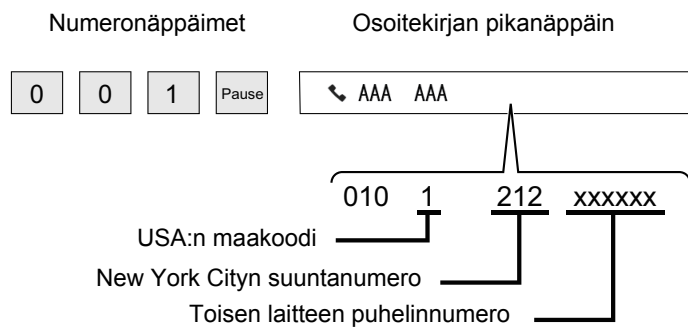 Numeronäppäimet Osoitekirjan pikanäppäin
0 0 1 Pause AAA AAA
010 1 212 xxxxxx
USA:n maakoodi
New York Cityn suuntanumero
Toisen laitteen puhelinnumero